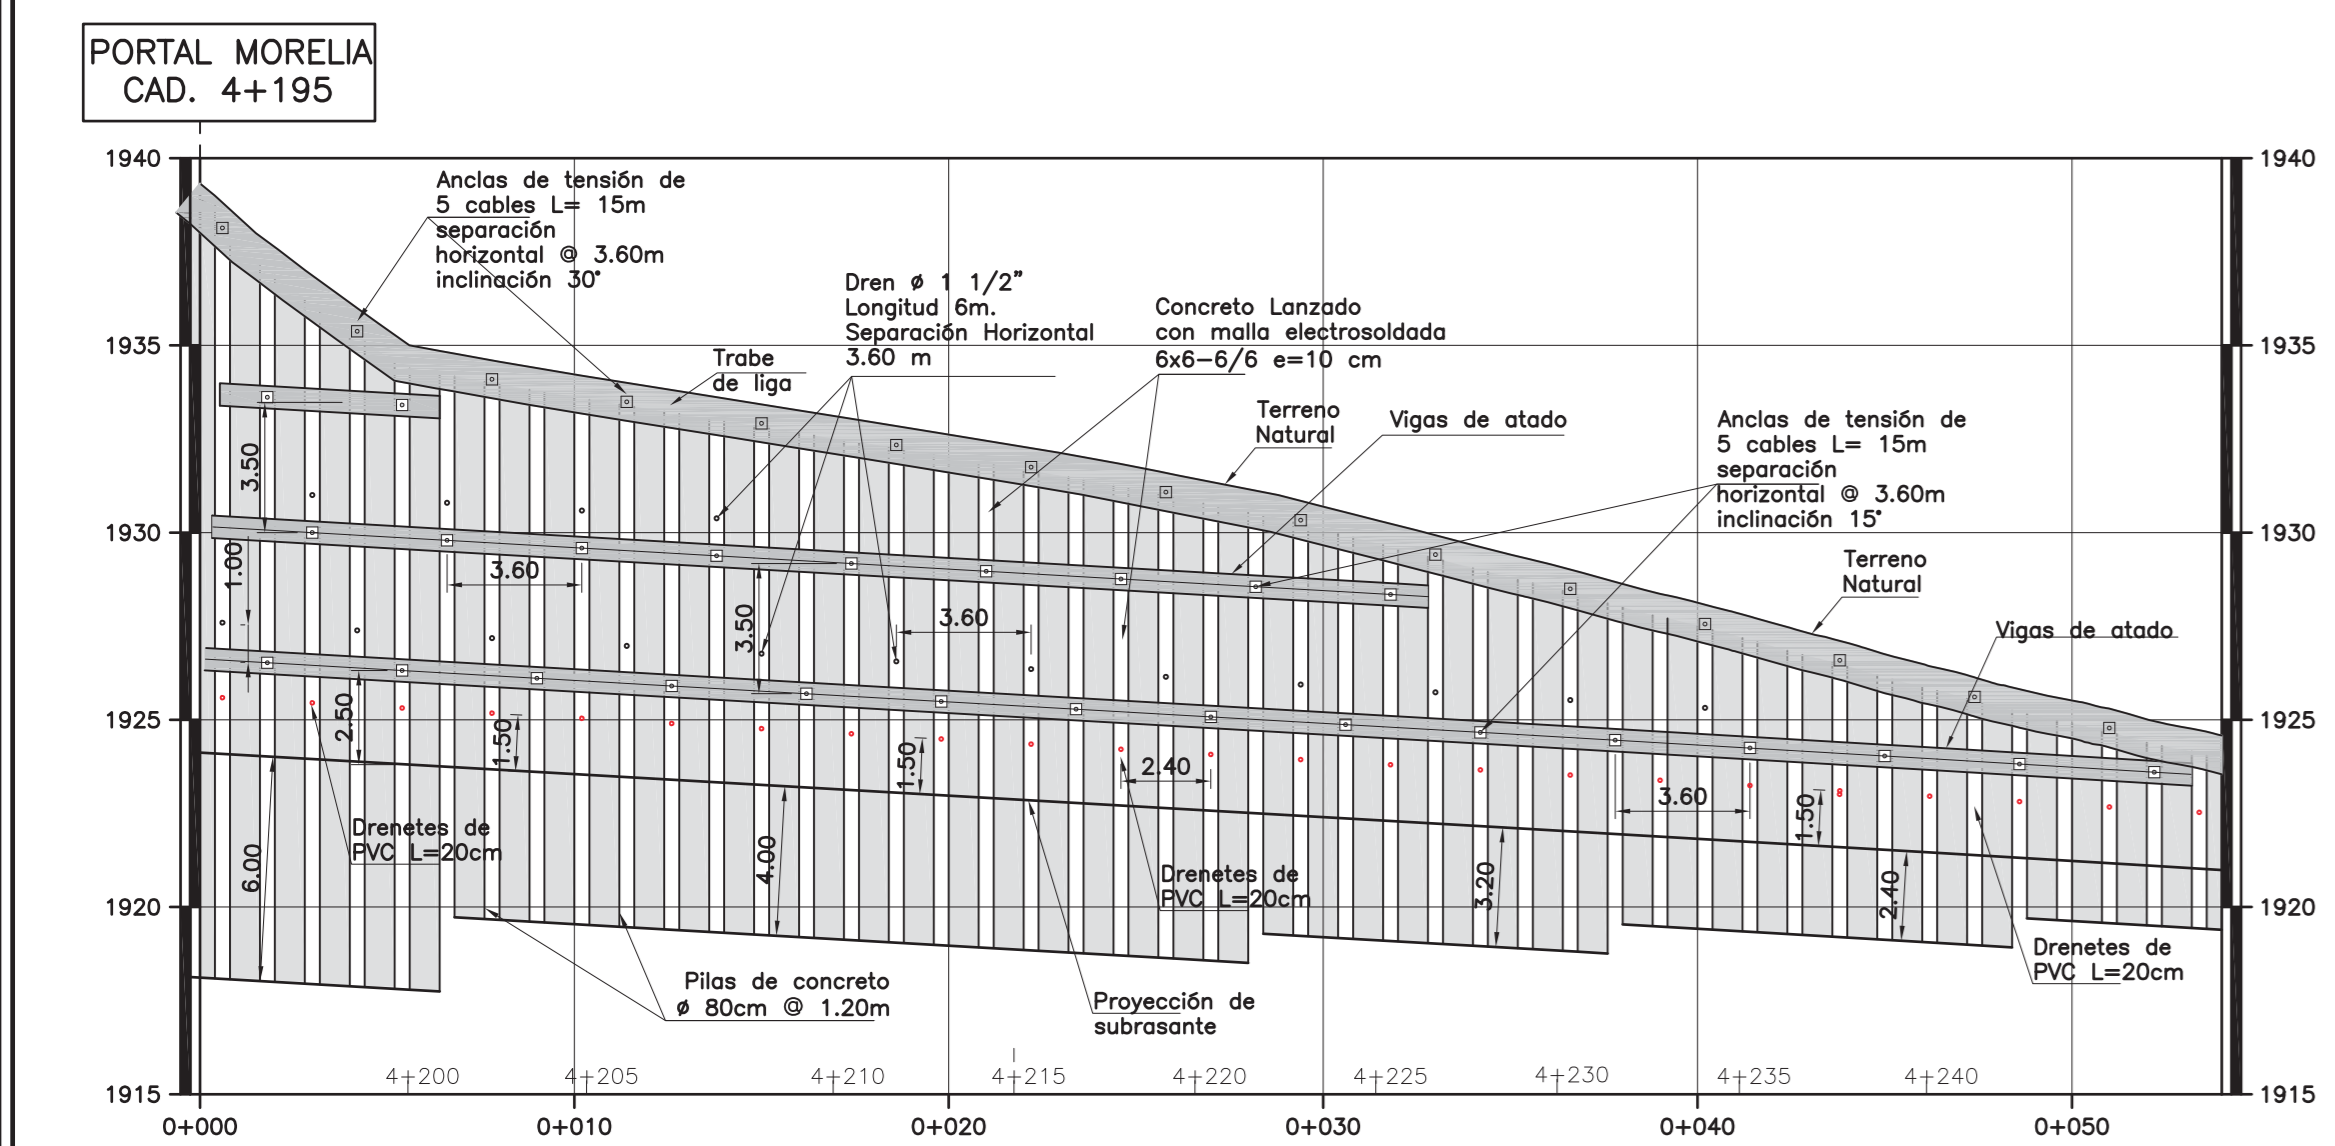 PORTAL MORELIA
CAD. 4+195
1940
1940
Anclas de tensión de
5 cables L= 15m
separación
horizontal @ 3.60m
inclinación 30°
Dren ø 1 1/2"
Longitud 6m.
Separación Horizontal
3.60 m
Concreto Lanzado
con malla electrosoldada
6x6-6/6 e=10 cm
1935
1935
Trabe
de liga
Terreno
Natural
Vigas de atado
Anclas de tensión de
5 cables L= 15m
separación
horizontal @ 3.60m
inclinación 15°
3.50
1930
1930
1.00
3.60
3.50
3.60
Terreno
Natural
Vigas de atado
1925
1925
2.50
1.50
1.50
2.40
3.60
1.50
Drenetes de
PVC L=20cm
6.00
4.00
Drenetes de
PVC L=20cm
3.20
2.40
1920
1920
Drenetes de
PVC L=20cm
Pilas de concreto
ø 80cm @ 1.20m
Proyección de
subrasante
4+200
4+205
4+210
4+215
4+220
4+225
4+230
4+235
4+240
1915
1915
0+000
0+010
0+020
0+030
0+040
0+050